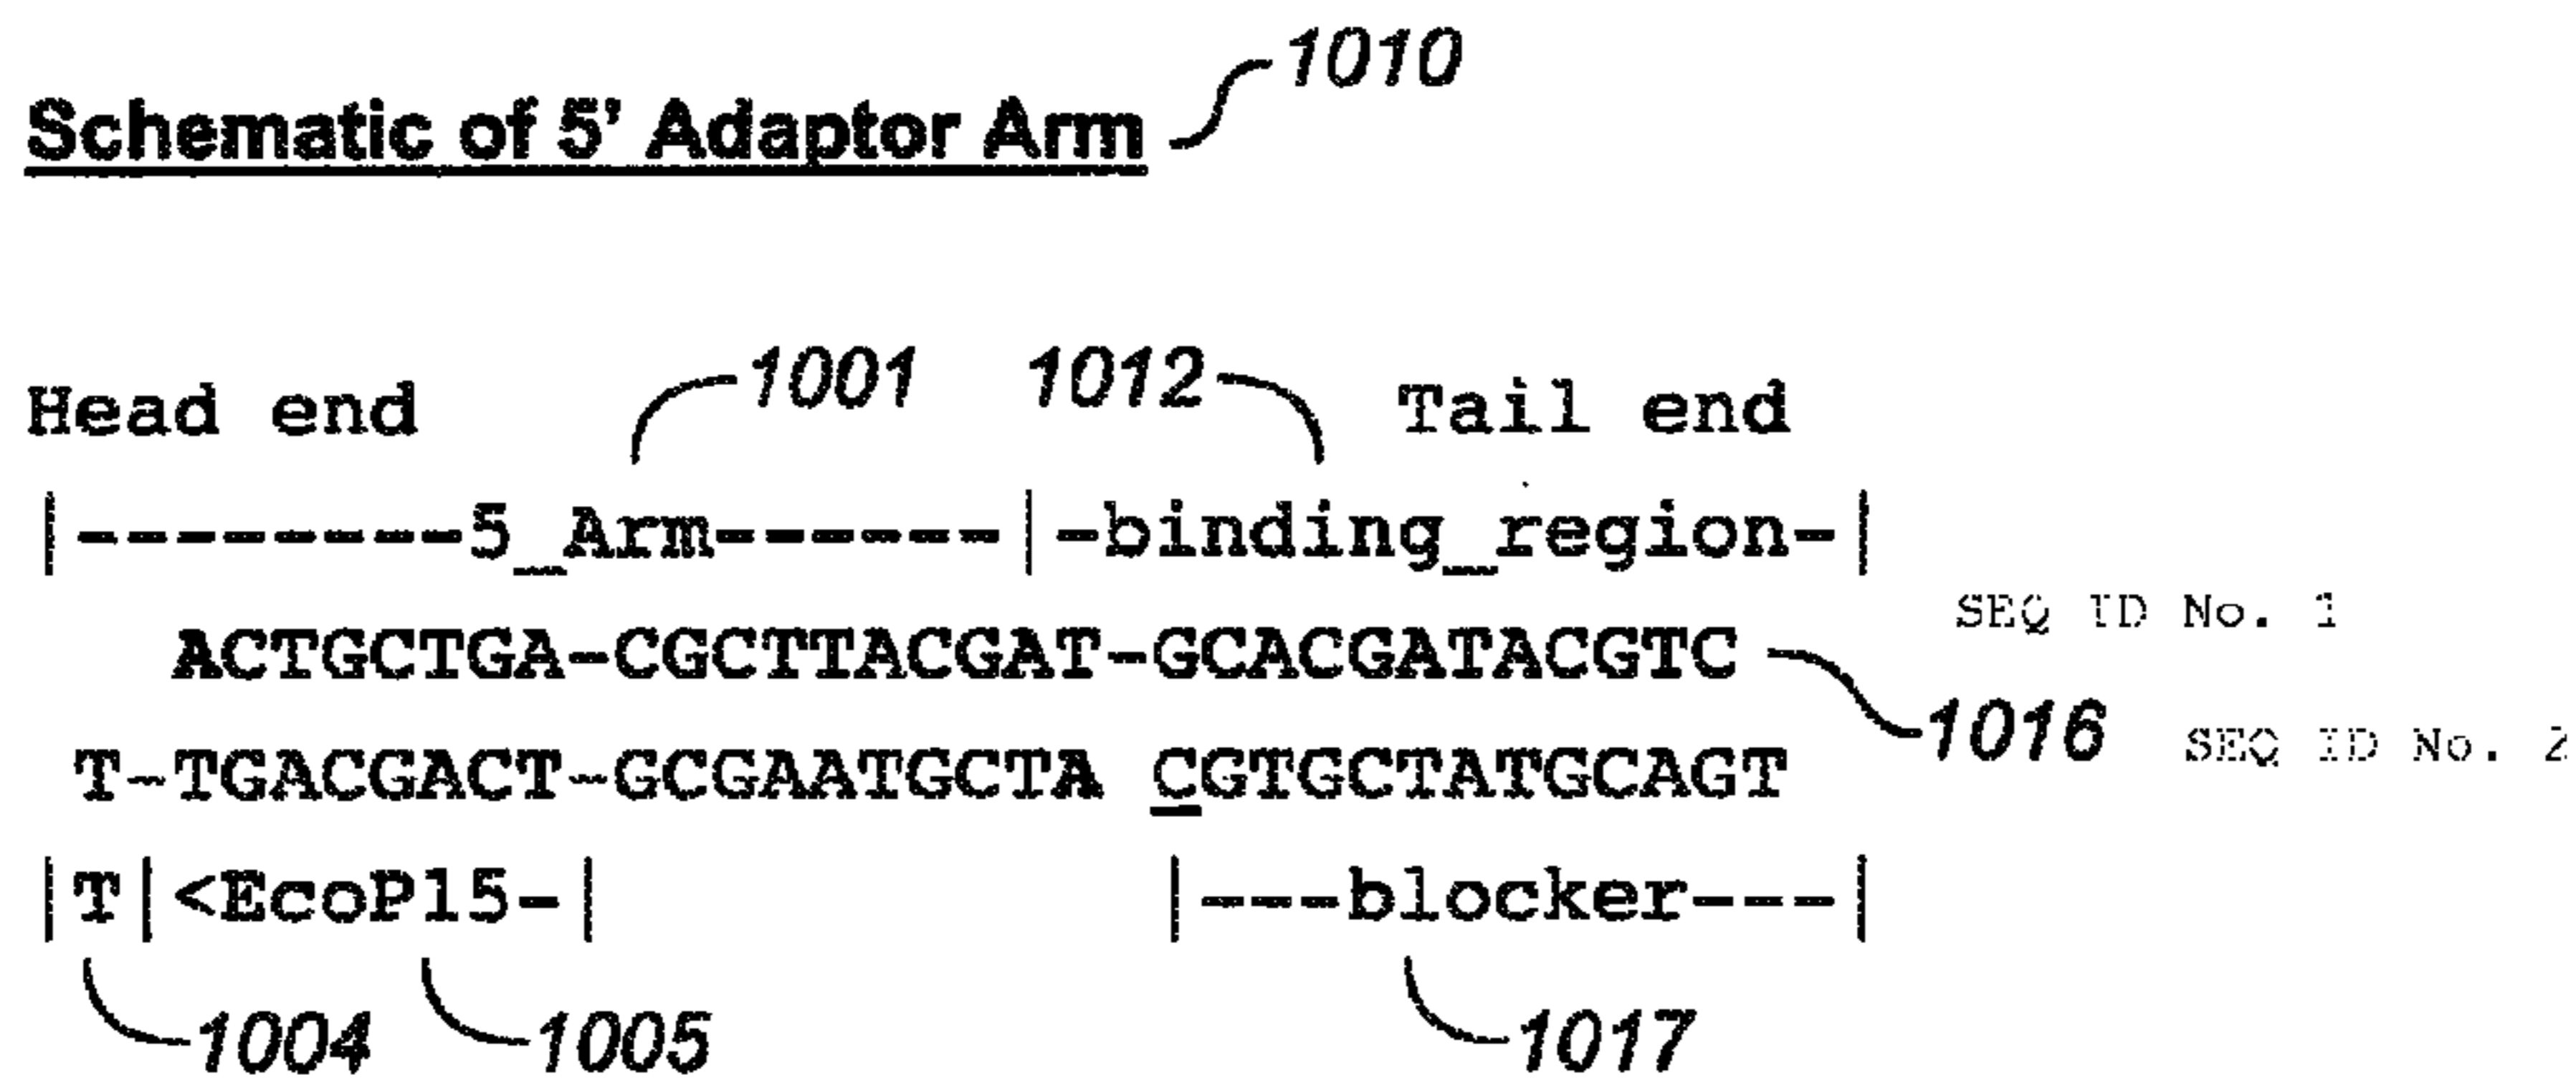 1010
Schematic of 5' Adaptor Arm
1001 1012
Head end Tail end
|--------5_Arm------|-binding_region-|
SEQ ID No. 1
ACTGCTGA-CGCTTACGAT-GCACGATACGTC
1016 SEQ ID No. 2
T-TGACGACT-GCGAATGCTA CGTGCTATGCAGT
|T|<EcoP15-| |---blocker---|
1004 1005 1017